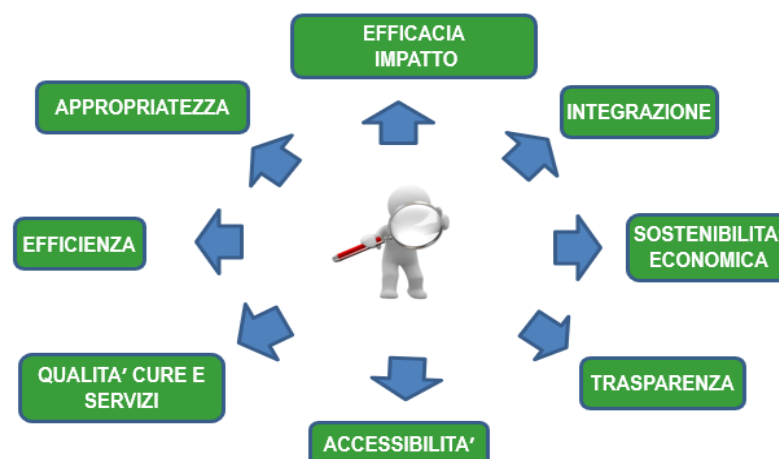 EFFICACIA
IMPATTO
APPROPRIATEZZA
INTEGRAZIONE
EFFICIENZA
SOSTENIBILITA
ECONOMICA
QUALITA’ CURE E
SERVIZI
TRASPARENZA
ACCESSIBILITA’